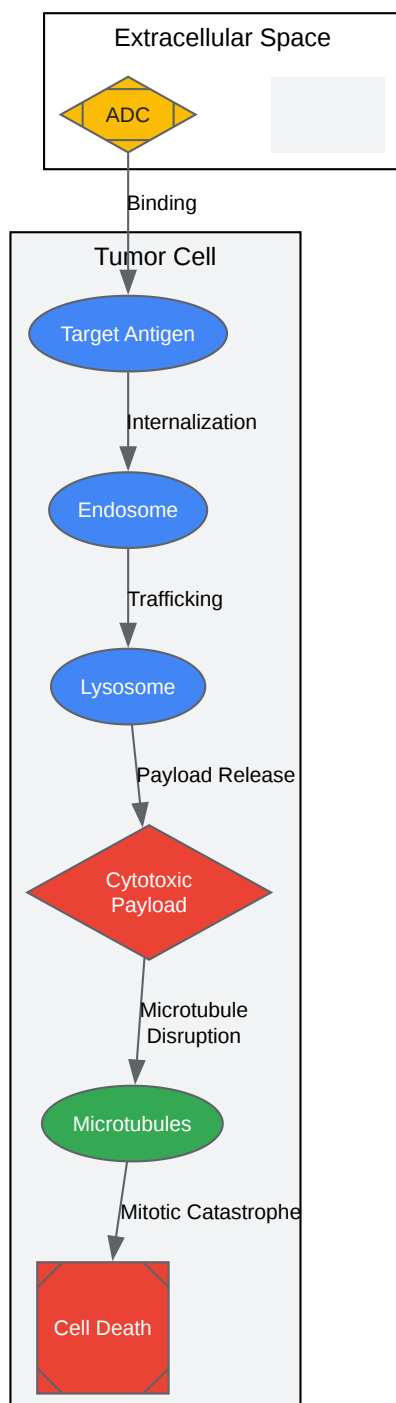 Extracellular Space
ADC
Binding
Tumor Cell
Target Antigen
Internalization
Endosome
Trafficking
Lysosome
Payload Release
Cytotoxic
Payload
Microtubule
Disruption
Microtubules
Mitotic Catastrophe
Cell Death